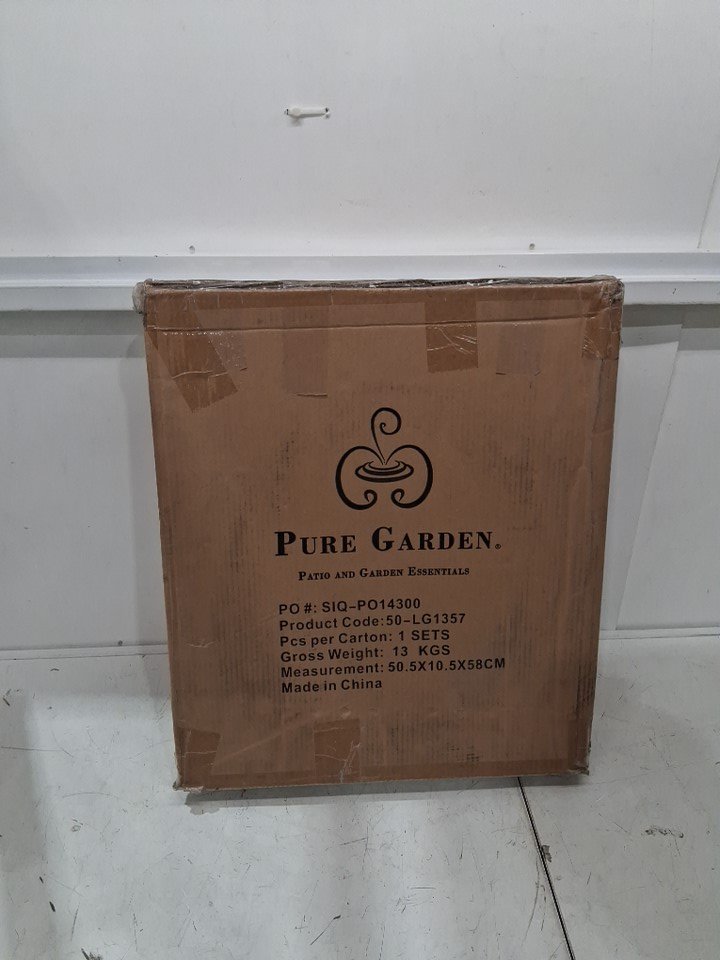 PURE GARDEN®
PATIO AND GARDEN ESSENTIALS
PO #: SIQ-PO14300
Product Code:50-LG1357
Pcs per Carton: 1 SETS
Gross Weight: 13 KGS
Measurement: 50.5X10.5X58CM
Made in China